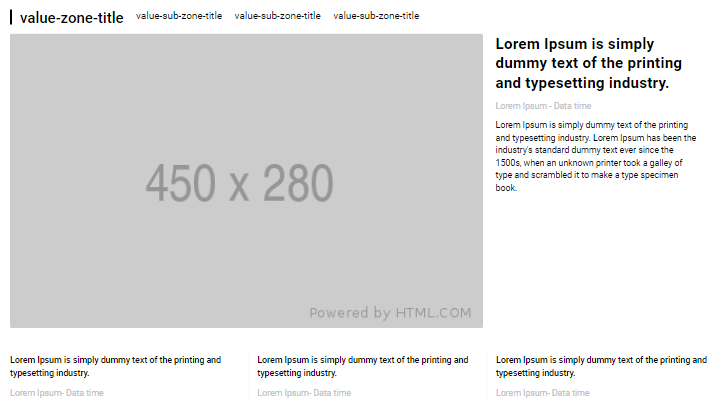 value-zone-title value-sub-zone-title value-sub-zone-title value-sub-zone-title
450 x 280
Powered by HTML.COM
Lorem Ipsum is simply
dummy text of the printing
and typesetting industry.
Lorem Ipsum - Data time
Lorem Ipsum is simply dummy text of the printing
and typesetting industry. Lorem Ipsum has been the
industry's standard dummy text ever since the
1500s, when an unknown printer took a galley of
type and scrambled it to make a type specimen
book.
Lorem Ipsum is simply dummy text of the printing and
typesetting industry.
Lorem Ipsum- Data time
Lorem Ipsum is simply dummy text of the printing and
typesetting industry.
Lorem Ipsum- Data time
Lorem Ipsum is simply dummy text of the printing and
typesetting industry.
Lorem Ipsum- Data time